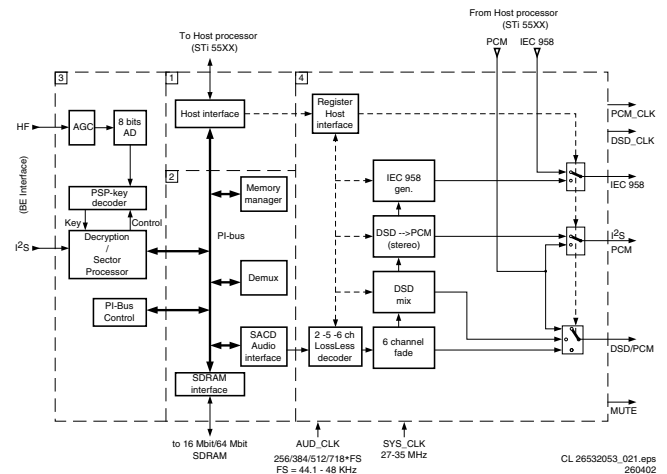 From Host processor
(STi 55XX)
To Host processor
(STi 55XX)
PCM
IEC 958
3
1
4
Host interface
Register
Host
interface
PCM_CLK
DSD_CLK
HF
AGC
8 bits
AD
(BE Interface)
2
PSP-key
decoder
Key
Control
Memory
manager
IEC 958
gen.
IEC 958
I²S
Decryption
/
Sector
Processor
PI-bus
DSD -->PCM
(stereo)
I²S
PCM
Demux
DSD
mix
PI-Bus
Control
SACD
Audio
interface
2 -5 -6 ch
LossLess
decoder
6 channel
fade
DSD/PCM
SDRAM
interface
MUTE
to 16 Mbit/64 Mbit
SDRAM
AUD_CLK
256/384/512/718*FS
FS = 44.1 - 48 KHz
SYS_CLK
27-35 MHz
CL 26532053_021.eps
260402